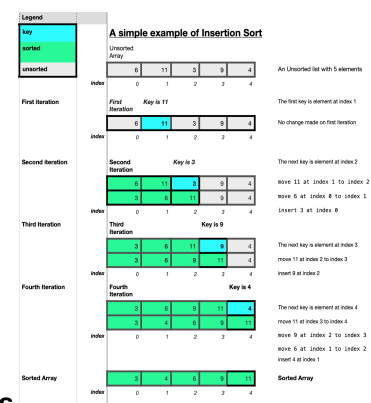 Legend
key
A simple example of Insertion Sort
sorted
Unsorted
Array
unsorted
6 11 3 9 4
An Unsorted list with 5 elements
index 0 1 2 3 4
First iteration
First
Iteration
Key is 11
The first key is element at index 1
6 11 3 9 4
No change made on first iteration
index 0 1 2 3 4
Second iteration
Second
Iteration
Key is 3
The next key is element at index 2
6 11 3 9 4
move 11 at index 1 to index 2
3 6 11 9 4
move 6 at index 0 to index 1
index 0 1 2 3 4
insert 3 at index 0
Third Iteration
Third
Iteration
Key is 9
3 6 11 9 4
The next key is element at index 3
3 6 9 11 4
move 11 at index 2 to index 3
index 0 1 2 3 4
insert 9 at index 2
Fourth Iteration
Fourth
Iteration
Key is 4
3 6 9 11 4
The next key is element at index 4
3 4 6 9 11
move 11 at index 3 to index 4
index 0 1 2 3 4
move 9 at index 2 to index 3
move 6 at index 1 to index 2
insert 4 at index 1
Sorted Array
3 4 6 9 11
Sorted Array
index 0 1 2 3 4